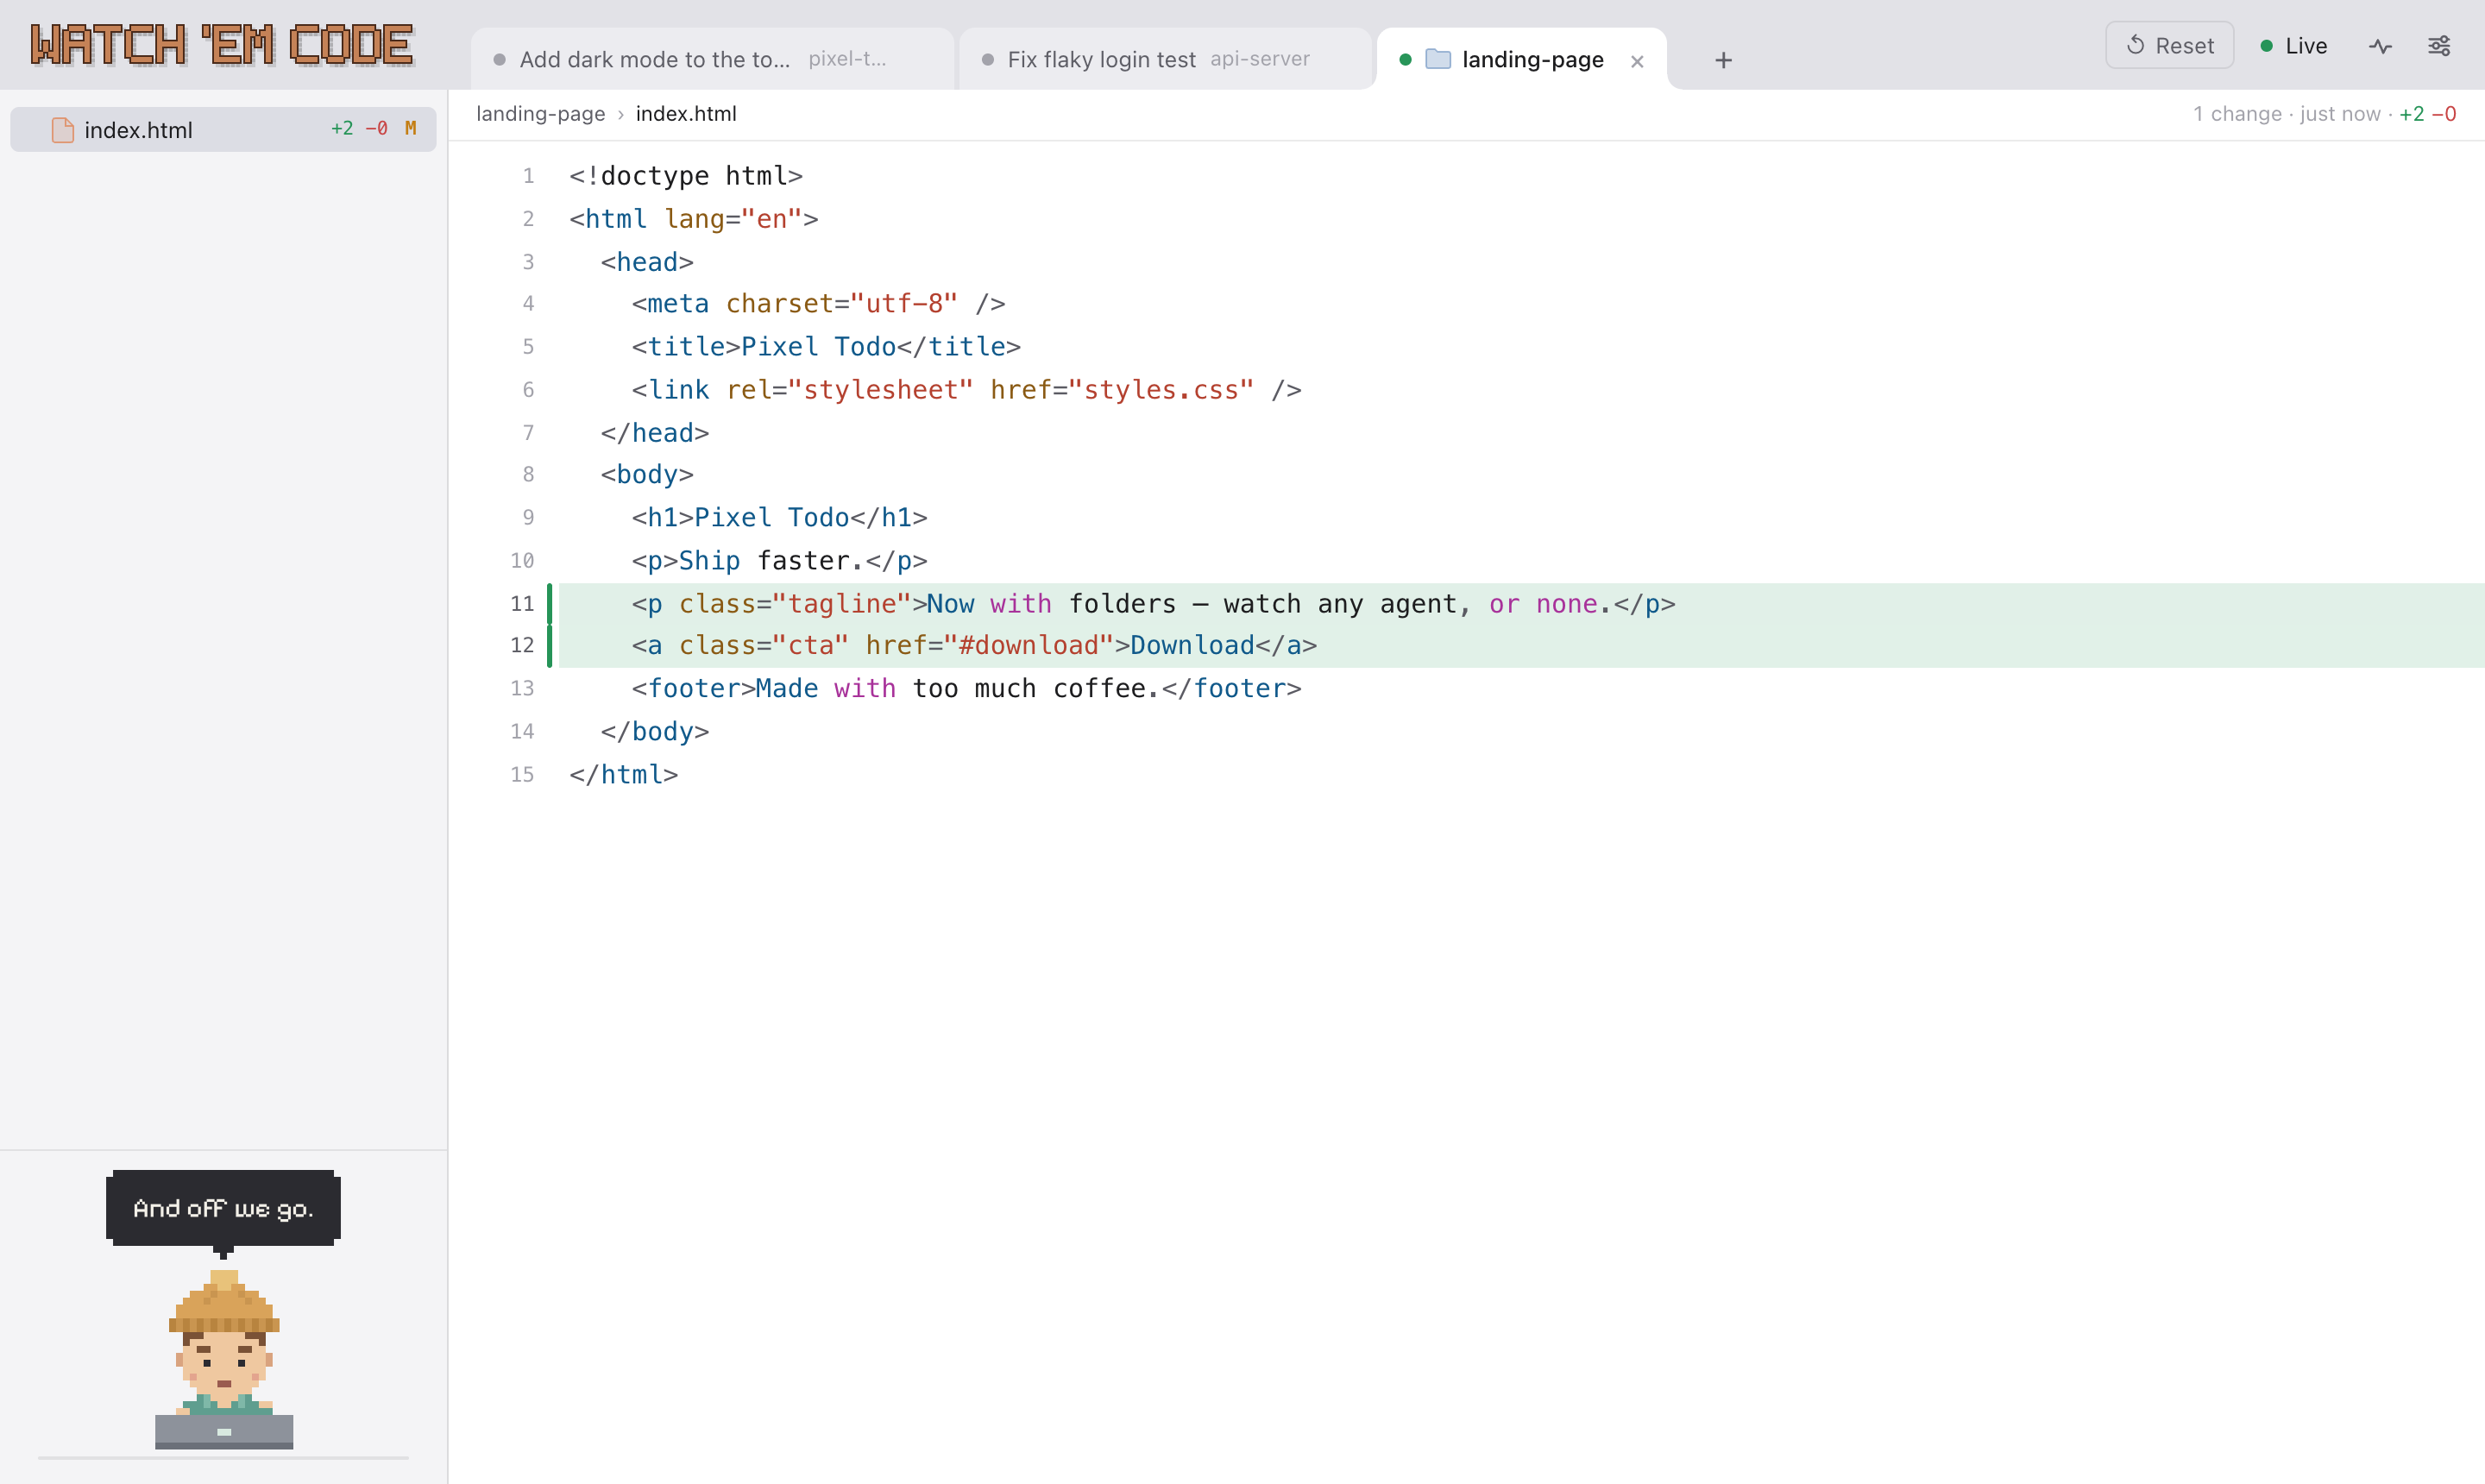 WATCH 'EM CODE
Add dark mode to the to... pixel-t...
Fix flaky login test api-server
landing-page ×
+
Reset
Live
index.html +2 −0 M
landing-page › index.html
1 change · just now · +2 −0
1 <!doctype html>
2 <html lang="en">
3 <head>
4 <meta charset="utf-8" />
5 <title>Pixel Todo</title>
6 <link rel="stylesheet" href="styles.css" />
7 </head>
8 <body>
9 <h1>Pixel Todo</h1>
10 <p>Ship faster.</p>
11 <p class="tagline">Now with folders — watch any agent, or none.</p>
12 <a class="cta" href="#download">Download</a>
13 <footer>Made with too much coffee.</footer>
14 </body>
15 </html>
And off we go.